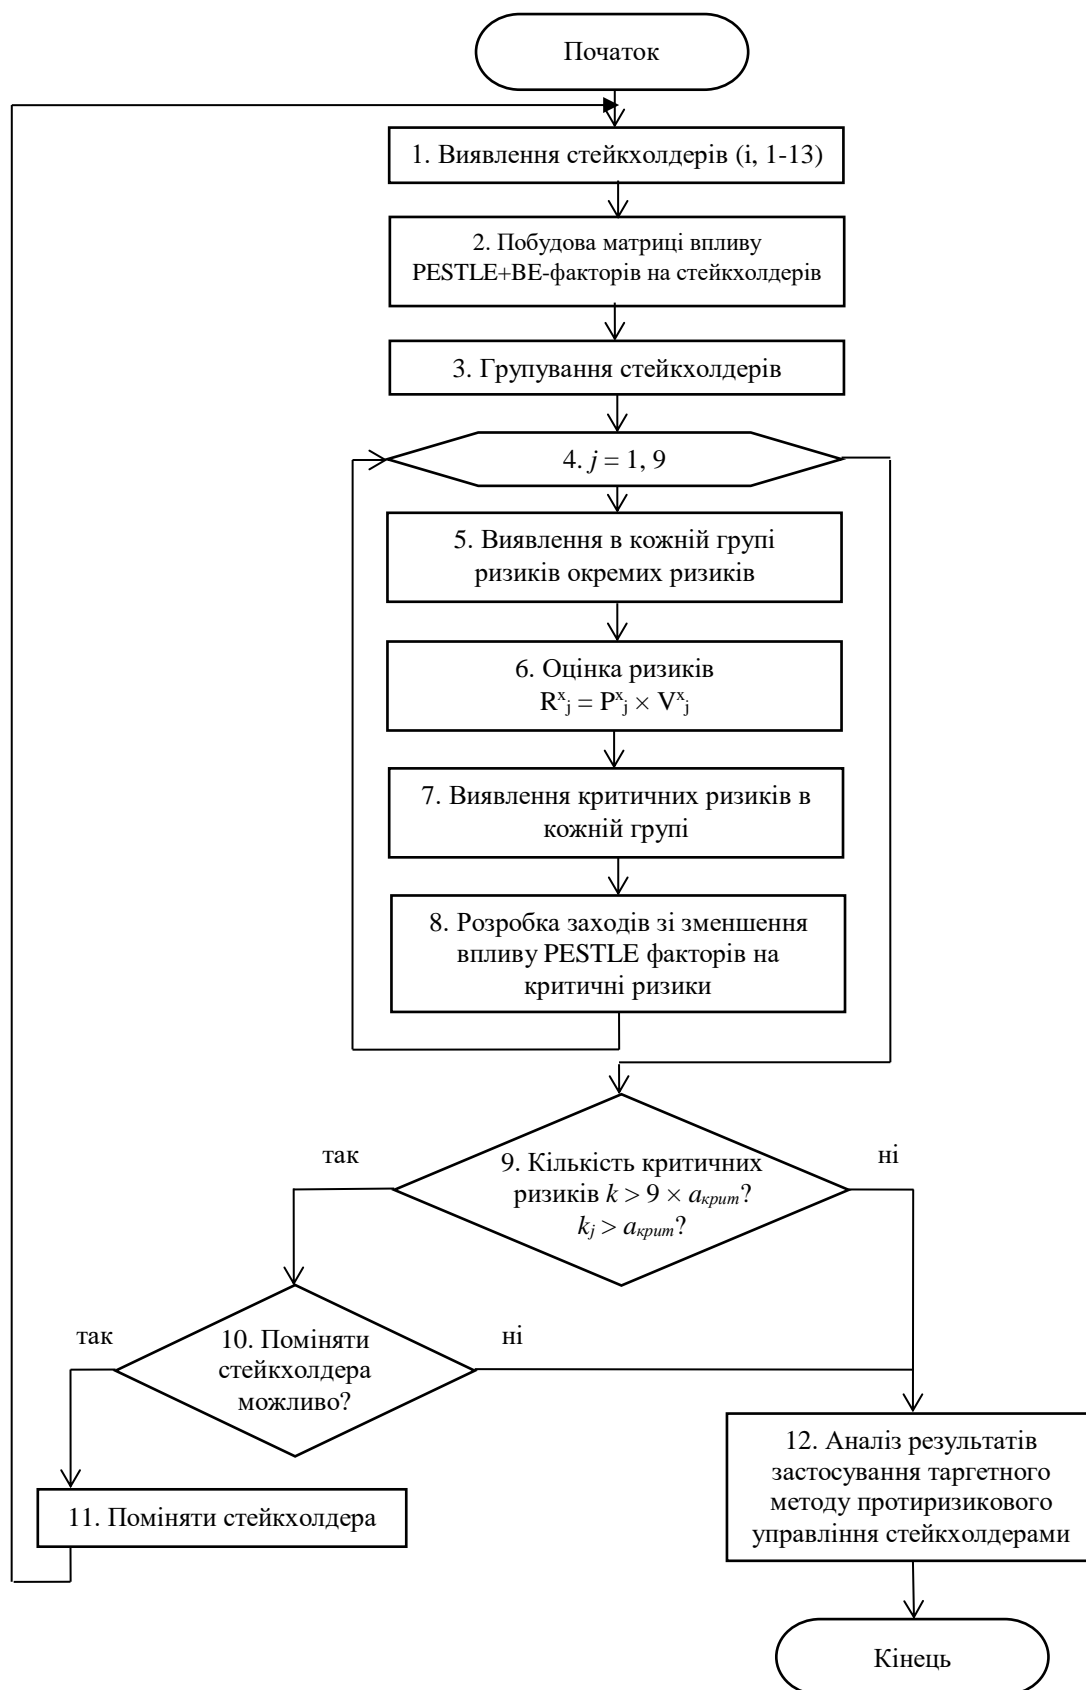 Початок
1. Виявлення стейкхолдерів (і, 1-13)
2. Побудова матриці впливу
PESTLE+BE-факторів на стейкхолдерів
3. Групування стейкхолдерів
4. j = 1, 9
5. Виявлення в кожній групі
ризиків окремих ризиків
6. Оцінка ризиків
Rˣⱼ = Pˣⱼ × Vˣⱼ
7. Виявлення критичних ризиків в
кожній групі
8. Розробка заходів зі зменшення
впливу PESTLE факторів на
критичні ризики
так
ні
9. Кількість критичних
ризиків k > 9 × aкрит?
kj > aкрит?
так
ні
10. Поміняти
стейкхолдера
можливо?
11. Поміняти стейкхолдера
12. Аналіз результатів
застосування таргетного
методу протиризикового
управління стейкхолдерами
Кінець